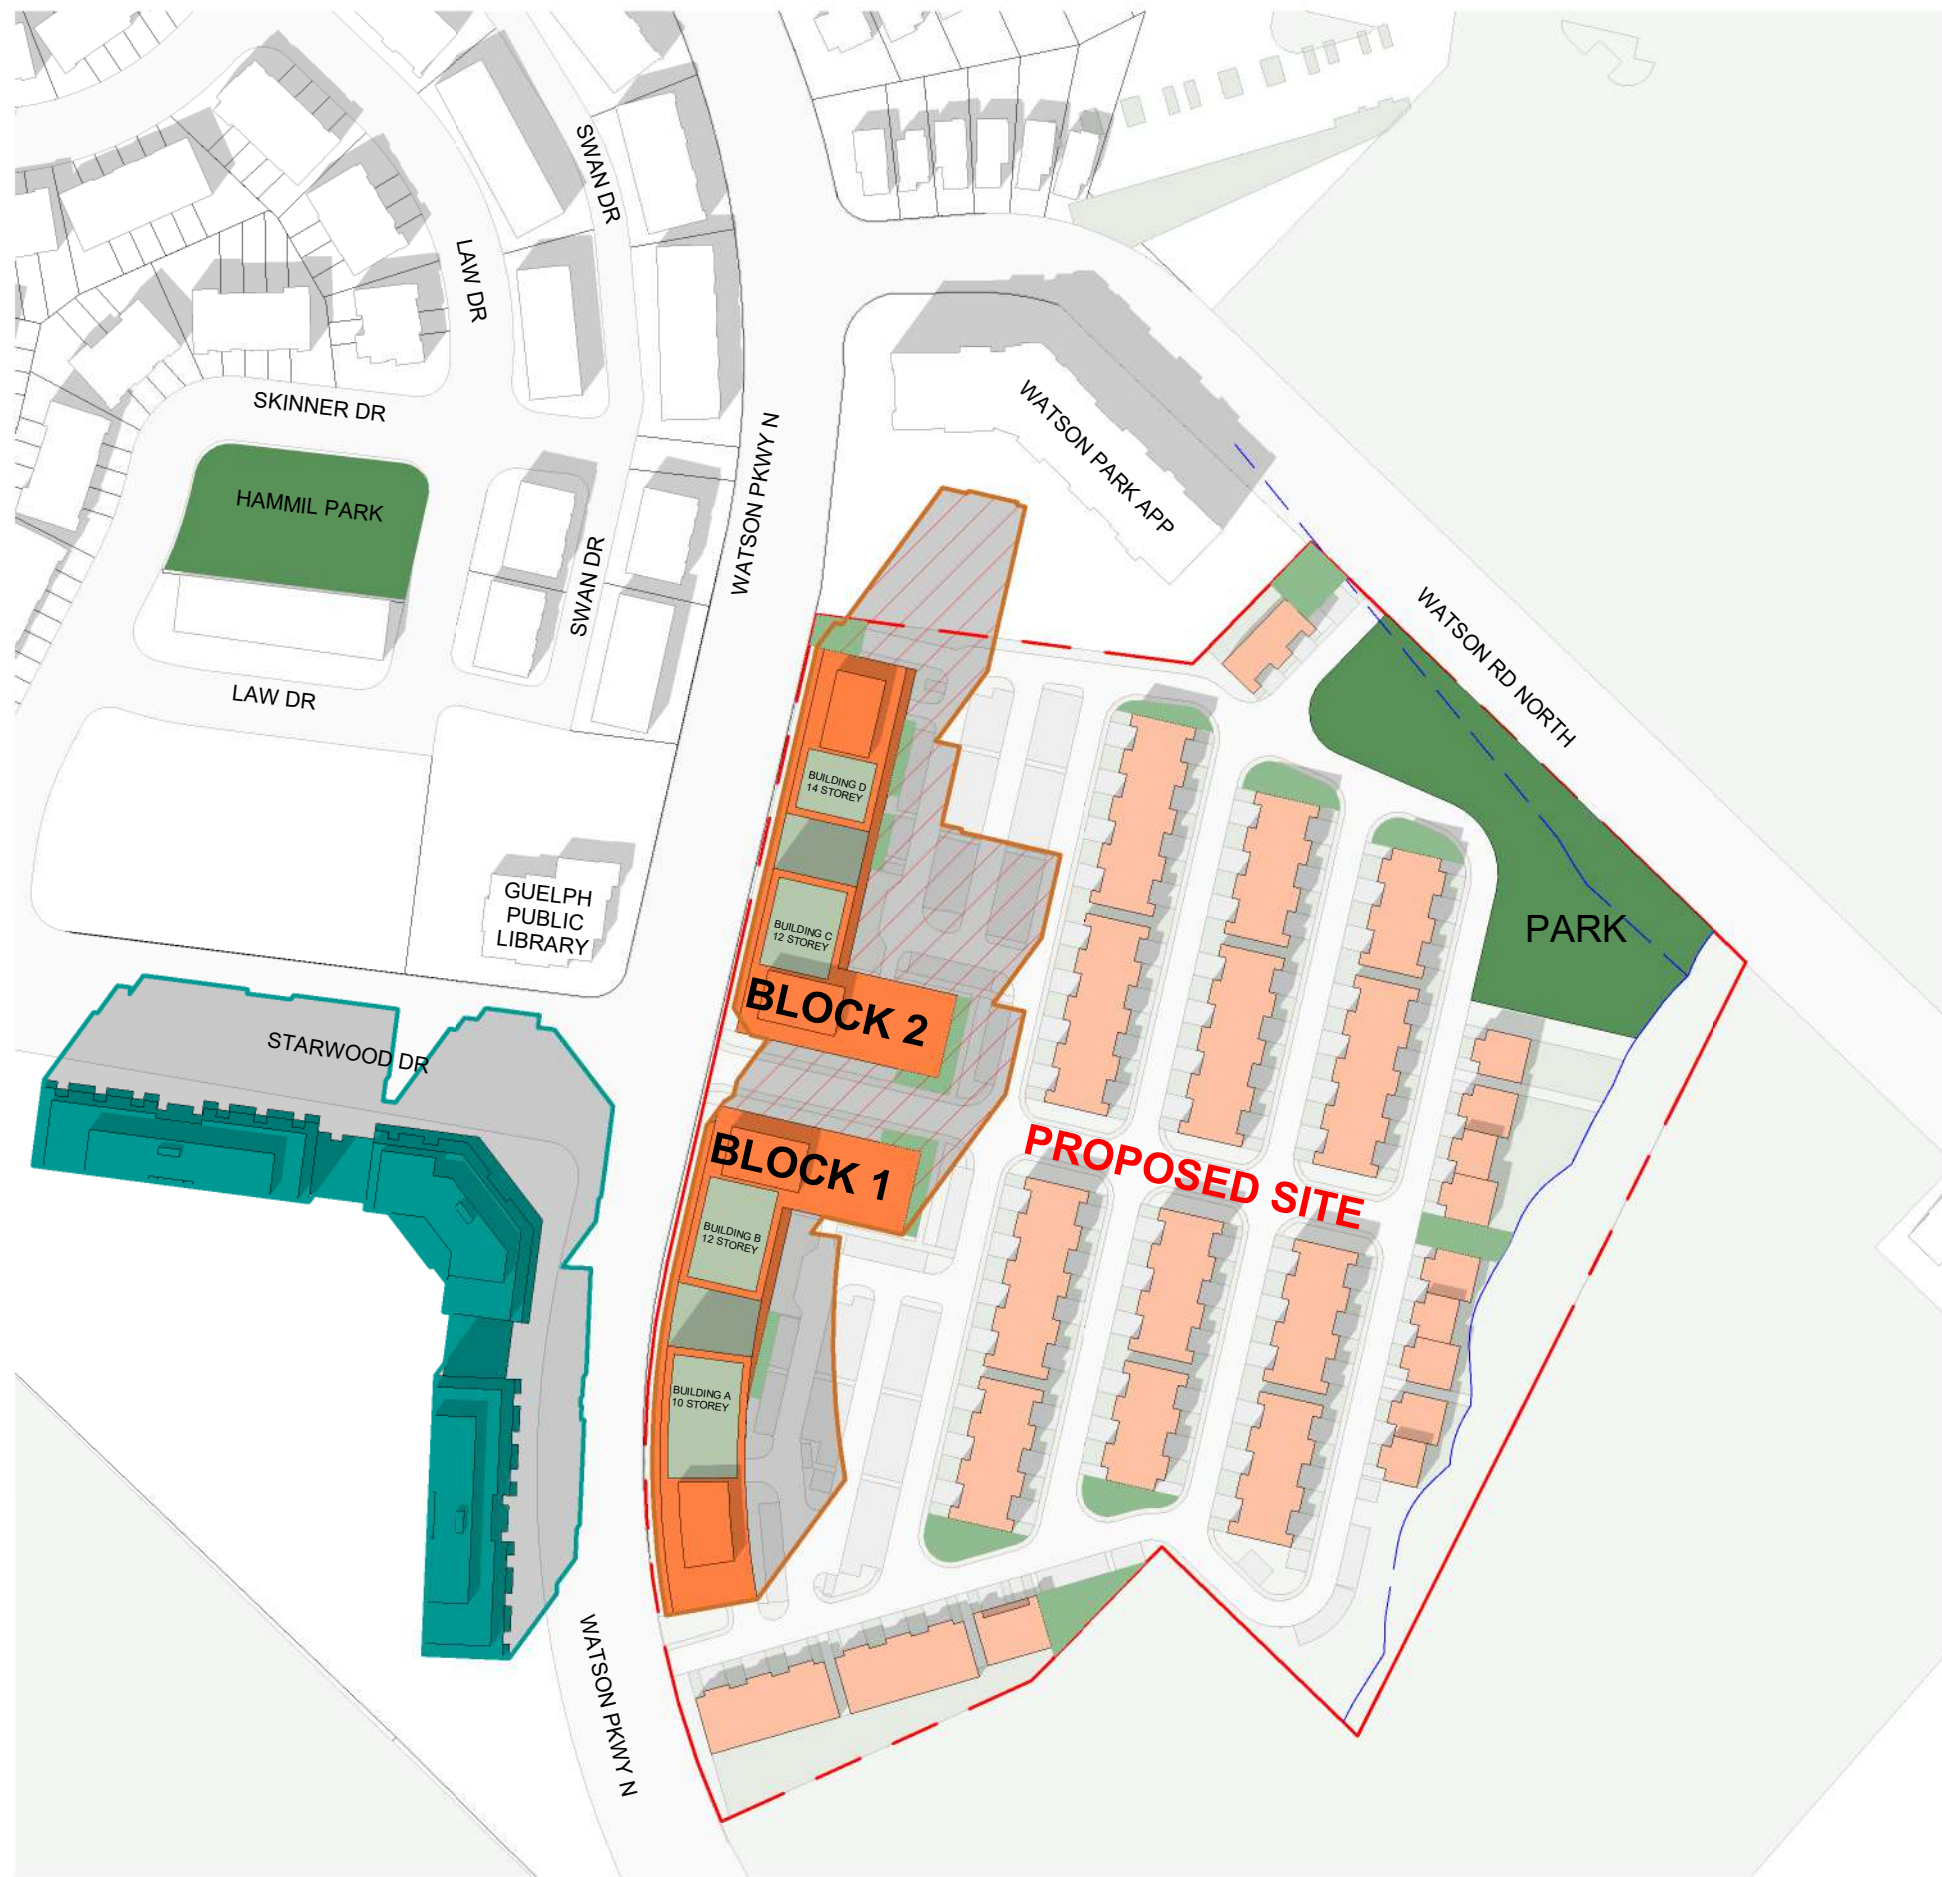 SWAN DR
LAW DR
SKINNER DR
WATSON PARK APP
WATSON PKWY N
HAMMIL PARK
SWAN DR
LAW DR
WATSON RD NORTH
BUILDING D
14 STOREY
GUELPH
PUBLIC
LIBRARY
BUILDING C
12 STOREY
PARK
BLOCK 2
STARWOOD DR
BLOCK 1
PROPOSED SITE
BUILDING B
12 STOREY
BUILDING A
10 STOREY
WATSON PKWY N